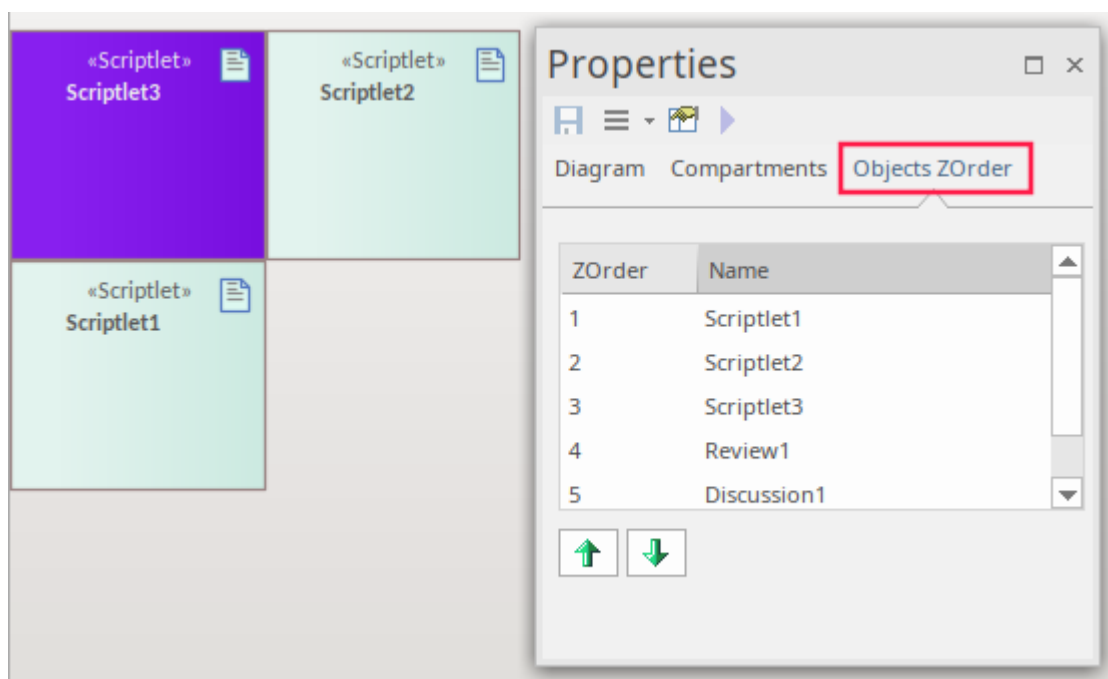 «Scriptlet»
Scriptlet3
«Scriptlet»
Scriptlet2
«Scriptlet»
Scriptlet1
Properties
Diagram Compartments Objects ZOrder
ZOrder Name
1 Scriptlet1
2 Scriptlet2
3 Scriptlet3
4 Review1
5 Discussion1